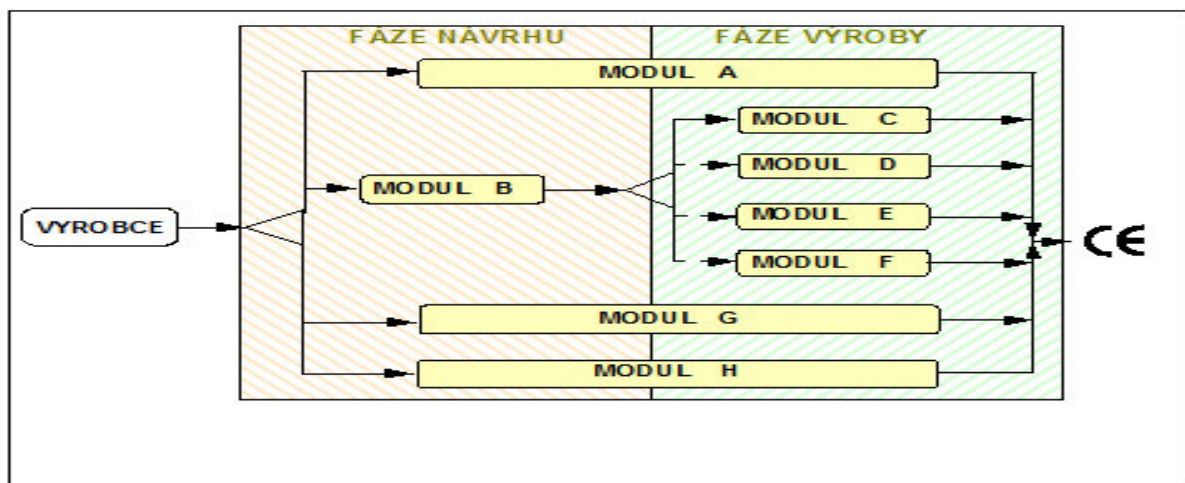 FÁZE NÁVRHU
FÁZE VÝROBY
MODUL A
MODUL C
MODUL D
MODUL B
MODUL E
VYROBCE
CE
MODUL F
MODUL G
MODUL H